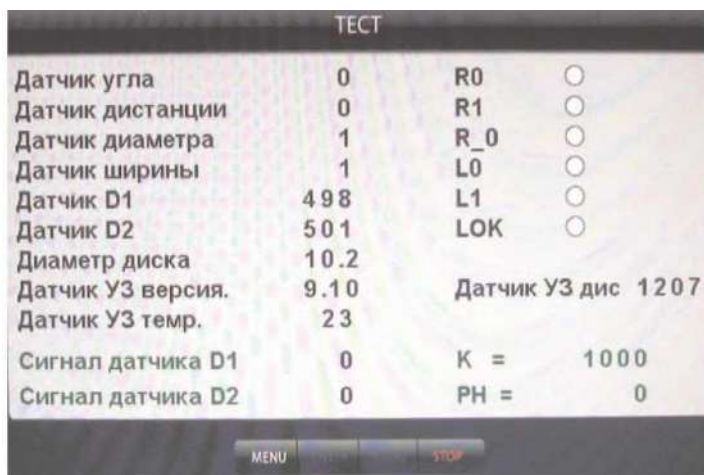 ТЕСТ
Датчик угла 0 R0
Датчик дистанции 0 R1
Датчик диаметра 1 R_0
Датчик ширины 1 L0
Датчик D1 498 L1
Датчик D2 501 LOK
Диаметр диска 10.2
Датчик УЗ версия. 9.10 Датчик УЗ дис 1207
Датчик УЗ темр. 23
Сигнал датчика D1 0 K = 1000
Сигнал датчика D2 0 PH = 0
MENU STOP